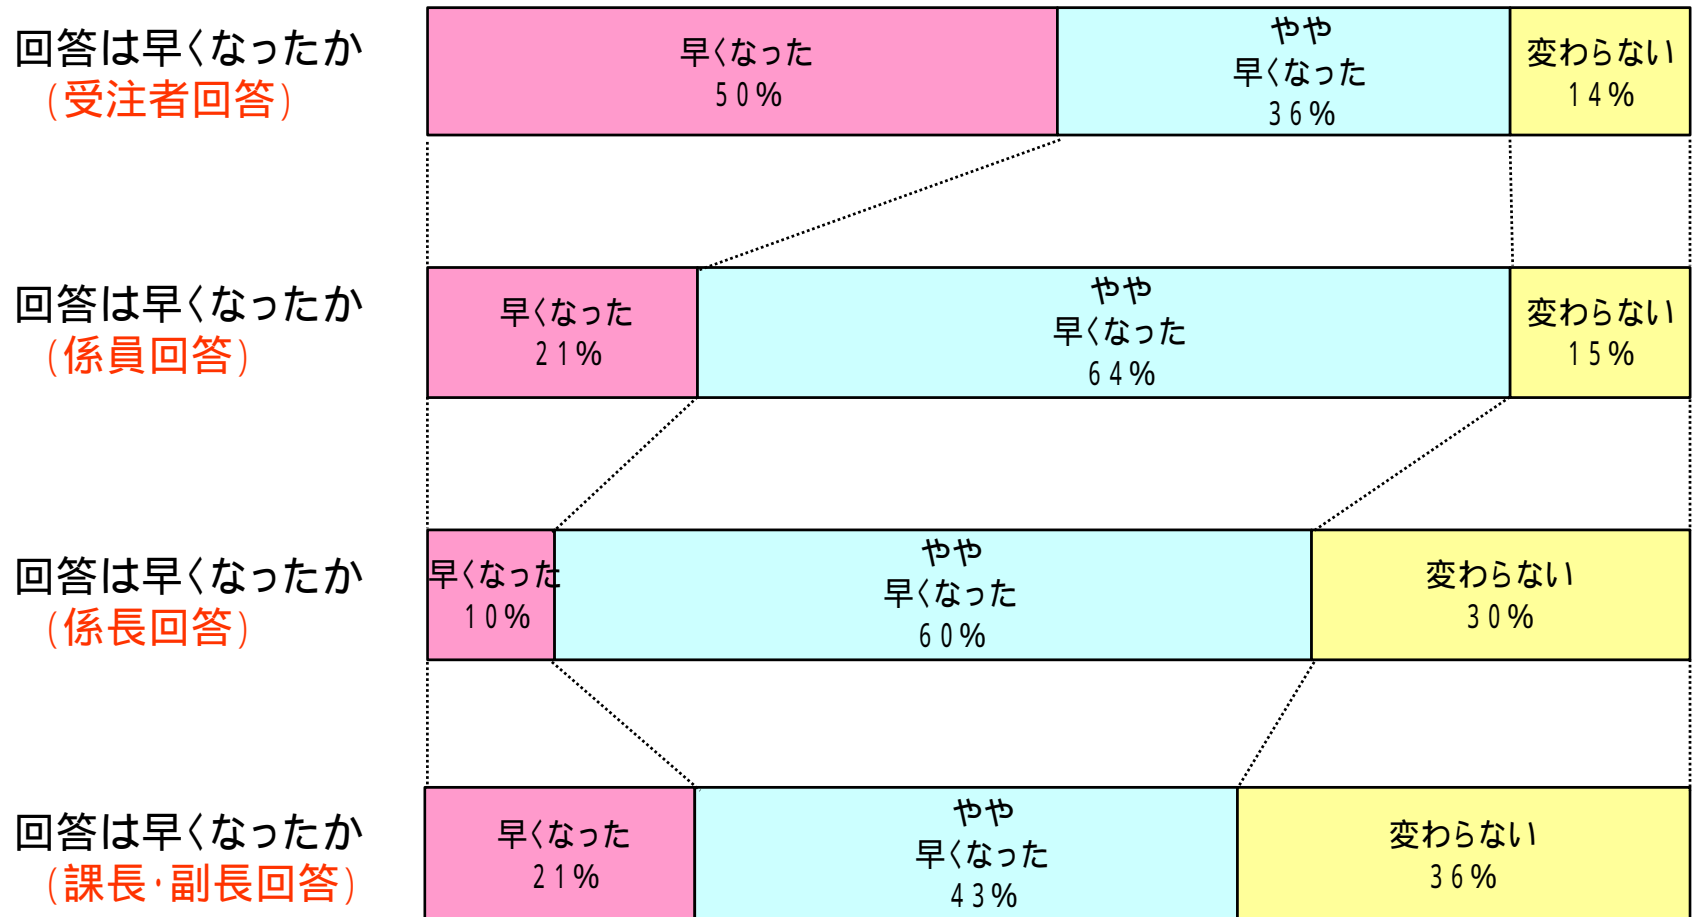 回答は早くなったか
(受注者回答)
早くなった
50%
やや
早くなった
36%
変わらない
14%
回答は早くなったか
(係員回答)
早くなった
21%
やや
早くなった
64%
変わらない
15%
回答は早くなったか
(係長回答)
早くなった
10%
やや
早くなった
60%
変わらない
30%
回答は早くなったか
(課長・副長回答)
早くなった
21%
やや
早くなった
43%
変わらない
36%